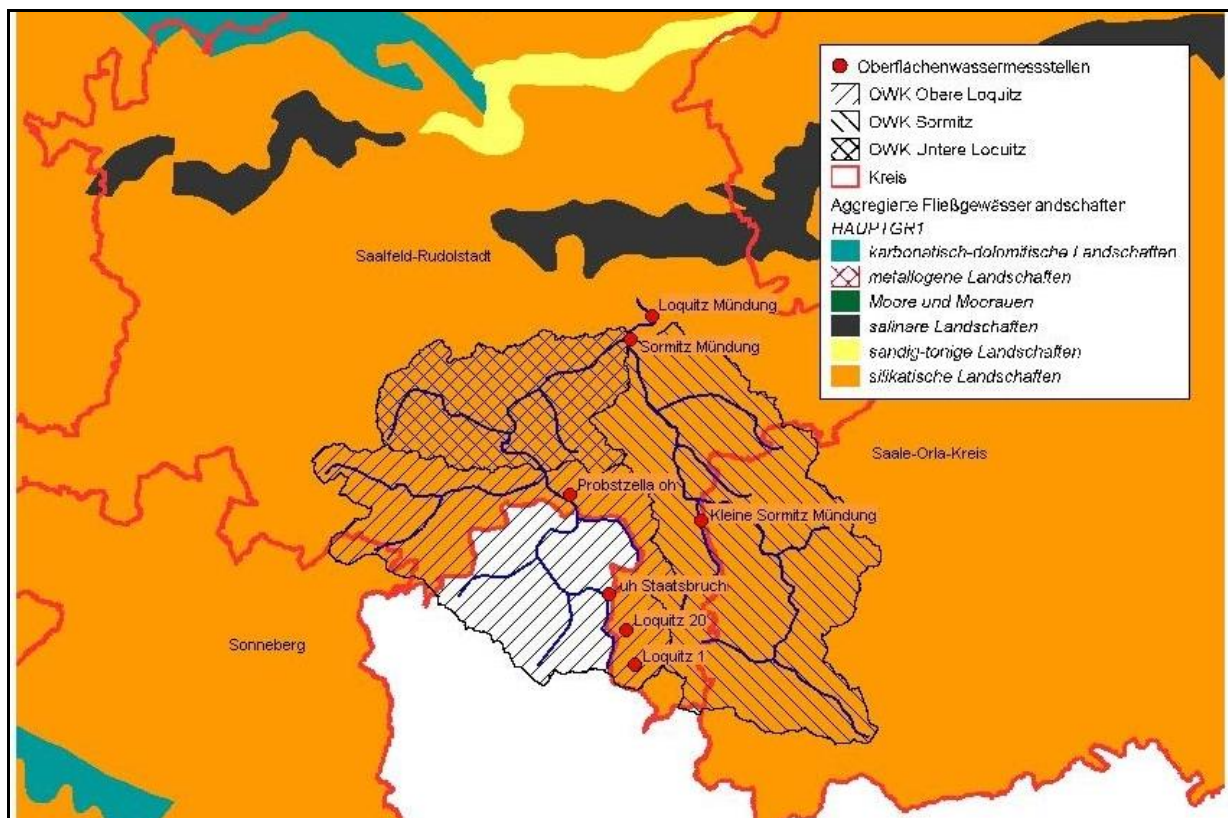 Oberflächenwassermessstellen
OWK Obere Loquitz
OWK Sormitz
OWK Untere Loquitz
Kreis
Aggregierte Fließgewässerlandschaften
HAUPTGR1
karbonatisch-dolomitische Landschaften
metallogene Landschaften
Moore und Moorauen
salinare Landschaften
sandig-tonige Landschaften
silikatische Landschaften
Saalfeld-Rudolstadt
Loquitz Mündung
Sormitz Mündung
Saale-Orla-Kreis
Probstzella oh
Kleine Sormitz Mündung
uh Staatsbruch
Loquitz 20
Sonneberg
Loquitz 1